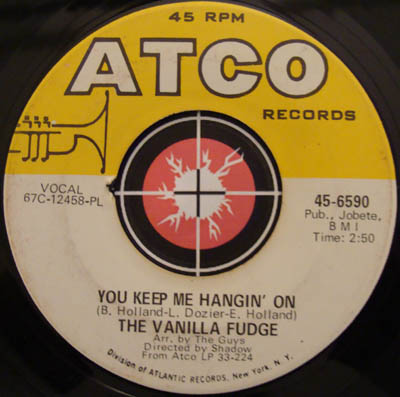 45 RPM
ATCO
RECORDS
VOCAL
67C-12458-PL
45-6590
Pub., Jobete,
B M I
Time: 2:50
YOU KEEP ME HANGIN' ON
(B. Holland-L. Dozier-E. Holland)
THE VANILLA FUDGE
Arr. by The Guys
Directed by Shadow
From Atco LP 33-224
Division of ATLANTIC RECORDS, New York, N. Y.